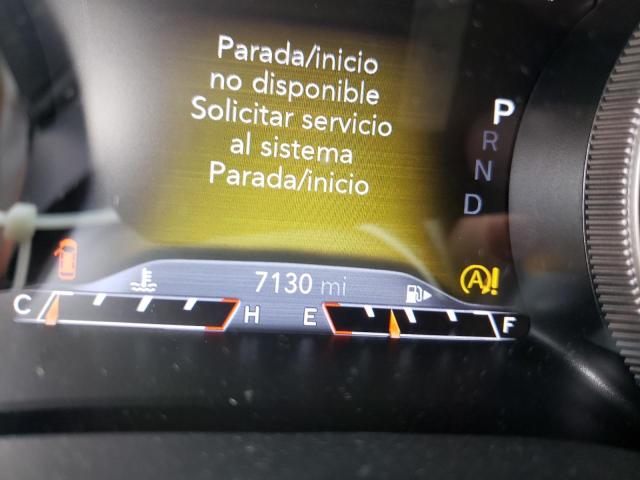 Parada/inicio
no disponible
Solicitar servicio
al sistema
Parada/inicio
P
R
N
D
7130 mi
A!
C H E F